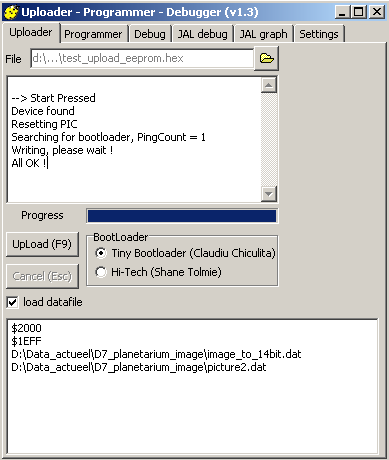 Uploader - Programmer - Debugger (v1.3)
Uploader Programmer Debug JAL debug JAL graph Settings
File d:\...\test_upload_eeprom.hex
--> Start Pressed
Device found
Resetting PIC
Searching for bootloader, PingCount = 1
Writing, please wait !
All OK !
Progress
UpLoad (F9)
Cancel (Esc)
BootLoader
Tiny Bootloader (Claudiu Chiculita)
Hi-Tech (Shane Tolmie)
load datafile
$2000
$1EFF
D:\Data_actueel\D7_planetarium_image\image_to_14bit.dat
D:\Data_actueel\D7_planetarium_image\picture2.dat